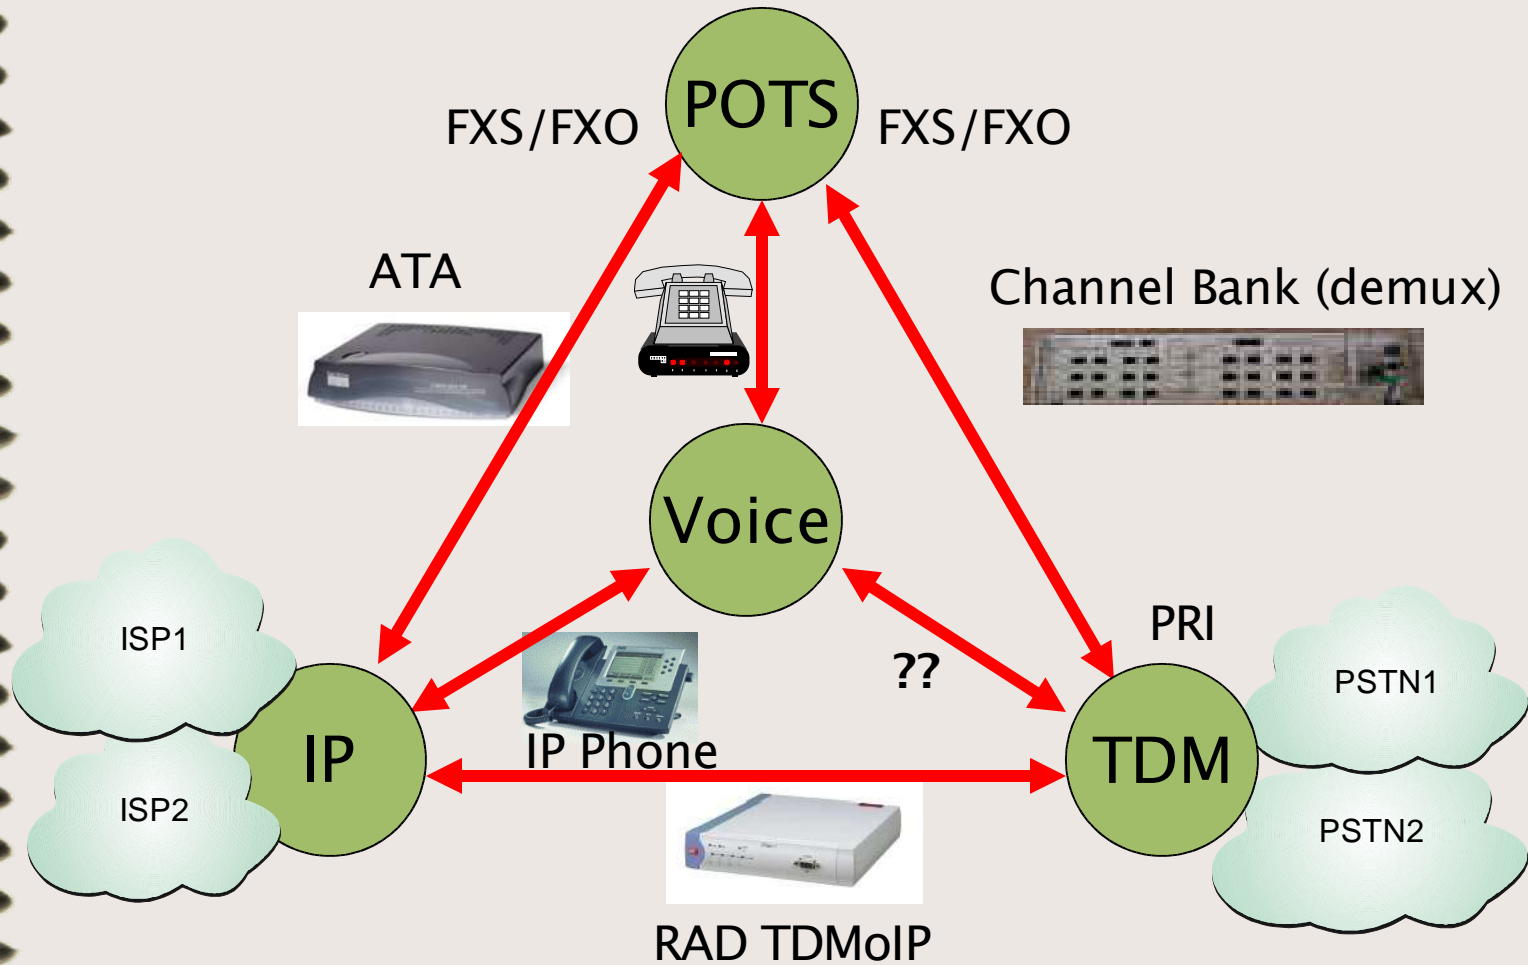 POTS
FXS/FXO
FXS/FXO
ATA
Channel Bank (demux)
Voice
ISP1
PRI
??
PSTN1
IP
IP Phone
TDM
ISP2
PSTN2
RAD TDMoIP